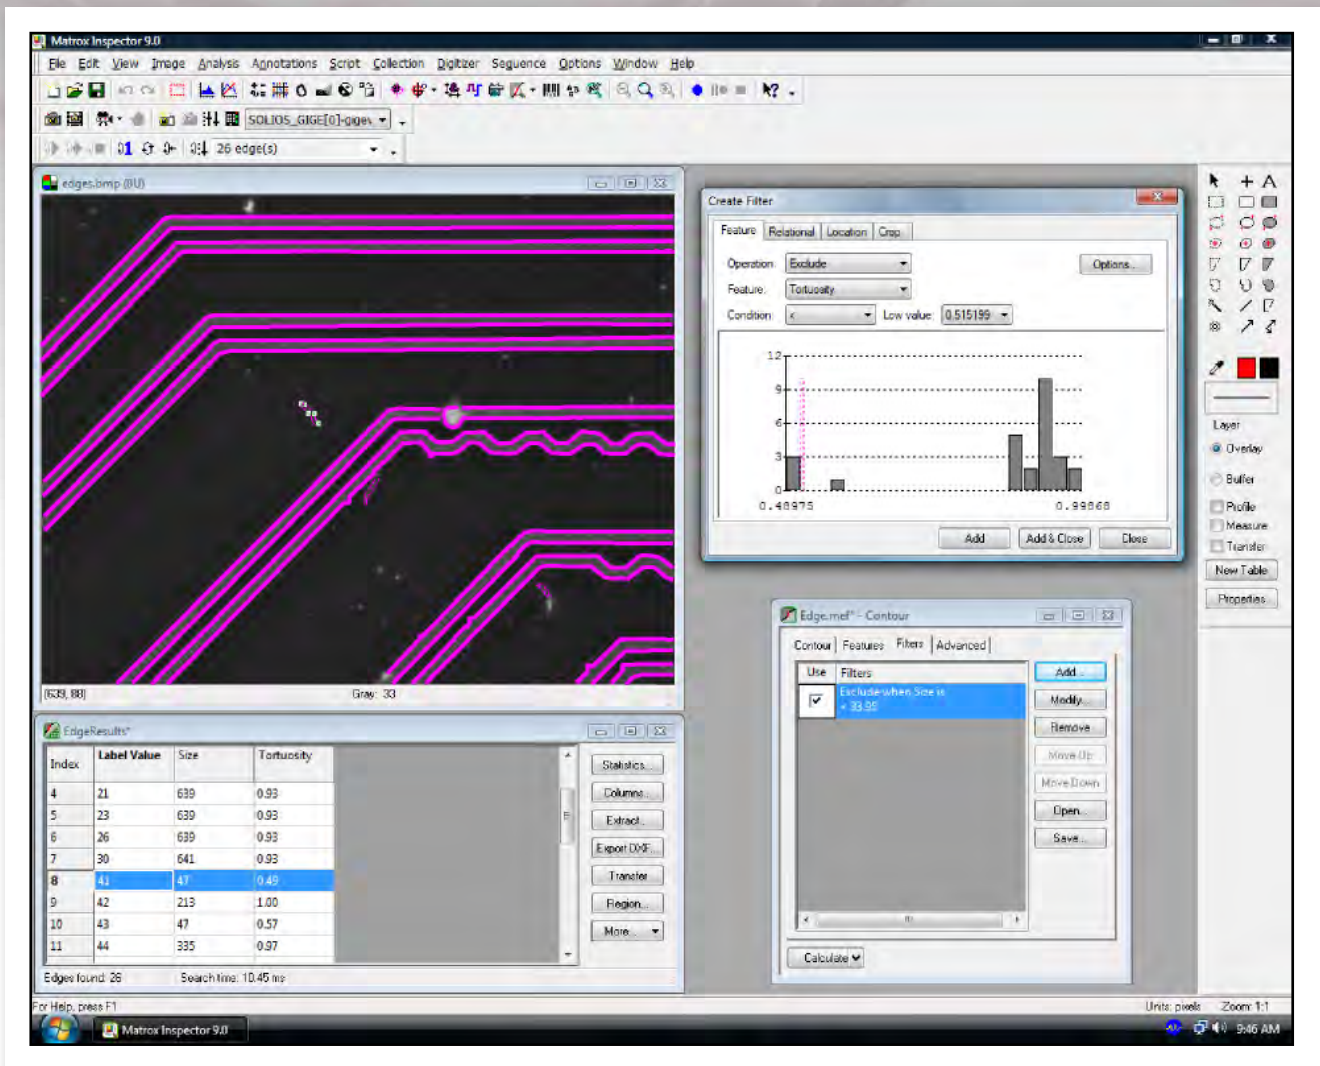 Matrox Inspector 9.0
File Edit View Image Analysis Annotations Script Collection Digitizer Sequence Options Window Help
SOLIOS_GIGE[0]-gigev
26 edge(s)
edges.bmp (8U)
(639, 88) Gray: 33
Create Filter
Feature Relational Location Crop
Operation Exclude Options...
Feature: Tortuosity
Condition < Low value: 0.515199
12
9
6
3
0
0.48975 0.99868
Add Add & Close Close
Edge.mef* - Contour
Contour Features Filters Advanced
Use Filters
Exclude when Size is
< 33.95
Add...
Modify...
Remove
Move Up
Move Down
Open...
Save...
Calculate
EdgeResults*
Index Label Value Size Tortuosity
4 21 639 0.93
5 23 639 0.93
6 26 639 0.93
7 30 641 0.93
8 41 47 0.49
9 42 213 1.00
10 43 47 0.57
11 44 335 0.97
Statistics...
Columns...
Extract...
Export DXF...
Transfer
Region...
More...
Edges found: 26 Search time: 10.45 ms
A
Layer
Overlay
Buffer
Profile
Measure
Transfer
New Table
Properties
For Help, press F1 Units: pixels Zoom: 1:1
Matrox Inspector 9.0 9:46 AM